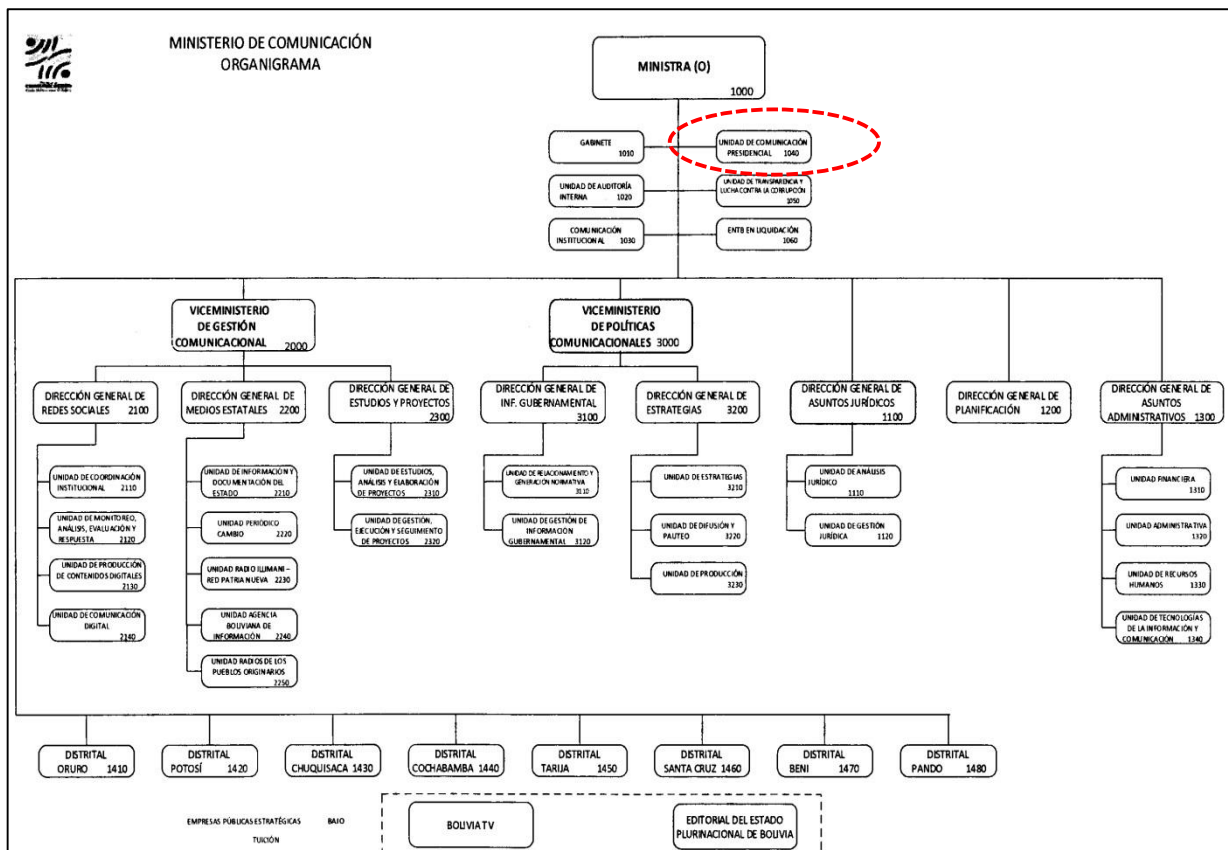 MINISTERIO DE COMUNICACIÓN
ORGANIGRAMA
MINISTRA (O)
1000
GABINETE
1010
UNIDAD DE COMUNICACIÓN
PRESIDENCIAL 1040
UNIDAD DE AUDITORÍA
INTERNA 1020
UNIDAD DE TRANSPARENCIA Y
LUCHA CONTRA LA CORRUPCIÓN
1050
COMUNICACIÓN
INSTITUCIONAL 1030
ENTB EN LIQUIDACIÓN
1060
VICEMINISTERIO
DE GESTIÓN
COMUNICACIONAL 2000
VICEMINISTERIO
DE POLÍTICAS
COMUNICACIONALES 3000
DIRECCIÓN GENERAL DE
REDES SOCIALES 2100
DIRECCIÓN GENERAL DE
MEDIOS ESTATALES 2200
DIRECCIÓN GENERAL DE
ESTUDIOS Y PROYECTOS
2300
DIRECCIÓN GENERAL DE
INF. GUBERNAMENTAL
3100
DIRECCIÓN GENERAL DE
ESTRATEGIAS 3200
DIRECCIÓN GENERAL DE
ASUNTOS JURÍDICOS
1100
DIRECCIÓN GENERAL DE
PLANIFICACIÓN 1200
DIRECCIÓN GENERAL DE
ASUNTOS
ADMINISTRATIVOS 1300
UNIDAD DE COORDINACIÓN
INSTITUCIONAL 2110
UNIDAD DE MONITOREO,
ANÁLISIS, EVALUACIÓN Y
RESPUESTA 2120
UNIDAD DE PRODUCCIÓN
DE CONTENIDOS DIGITALES
2130
UNIDAD DE COMUNICACIÓN
DIGITAL 2140
UNIDAD DE INFORMACIÓN Y
DOCUMENTACIÓN DEL
ESTADO 2210
UNIDAD PERIÓDICO
CAMBIO 2220
UNIDAD RADIO ILLIMANI –
RED PATRIA NUEVA 2230
UNIDAD AGENCIA
BOLIVIANA DE
INFORMACIÓN 2240
UNIDAD RADIOS DE LOS
PUEBLOS ORIGINARIOS
2250
UNIDAD DE ESTUDIOS,
ANÁLISIS Y ELABORACIÓN
DE PROYECTOS 2310
UNIDAD DE GESTIÓN,
EJECUCIÓN Y SEGUIMIENTO
DE PROYECTOS 2320
UNIDAD DE RELACIONAMIENTO Y
GENERACIÓN NORMATIVA
3110
UNIDAD DE GESTIÓN DE
INFORMACIÓN
GUBERNAMENTAL 3120
UNIDAD DE ESTRATEGIAS
3210
UNIDAD DE DIFUSIÓN Y
PAUTEO 3220
UNIDAD DE PRODUCCIÓN
3230
UNIDAD DE ANÁLISIS
JURÍDICO 1110
UNIDAD DE GESTIÓN
JURÍDICA 1120
UNIDAD FINANCIERA
1310
UNIDAD ADMINISTRATIVA
1320
UNIDAD DE RECURSOS
HUMANOS 1330
UNIDAD DE TECNOLOGÍAS
DE LA INFORMACIÓN Y
COMUNICACIÓN 1340
DISTRITAL
ORURO 1410
DISTRITAL
POTOSÍ 1420
DISTRITAL
CHUQUISACA 1430
DISTRITAL
COCHABAMBA 1440
DISTRITAL
TARIJA 1450
DISTRITAL
SANTA CRUZ 1460
DISTRITAL
BENI 1470
DISTRITAL
PANDO 1480
EMPRESAS PÚBLICAS ESTRATÉGICAS BAJO
TUICIÓN
BOLIVIA TV
EDITORIAL DEL ESTADO
PLURINACIONAL DE BOLIVIA